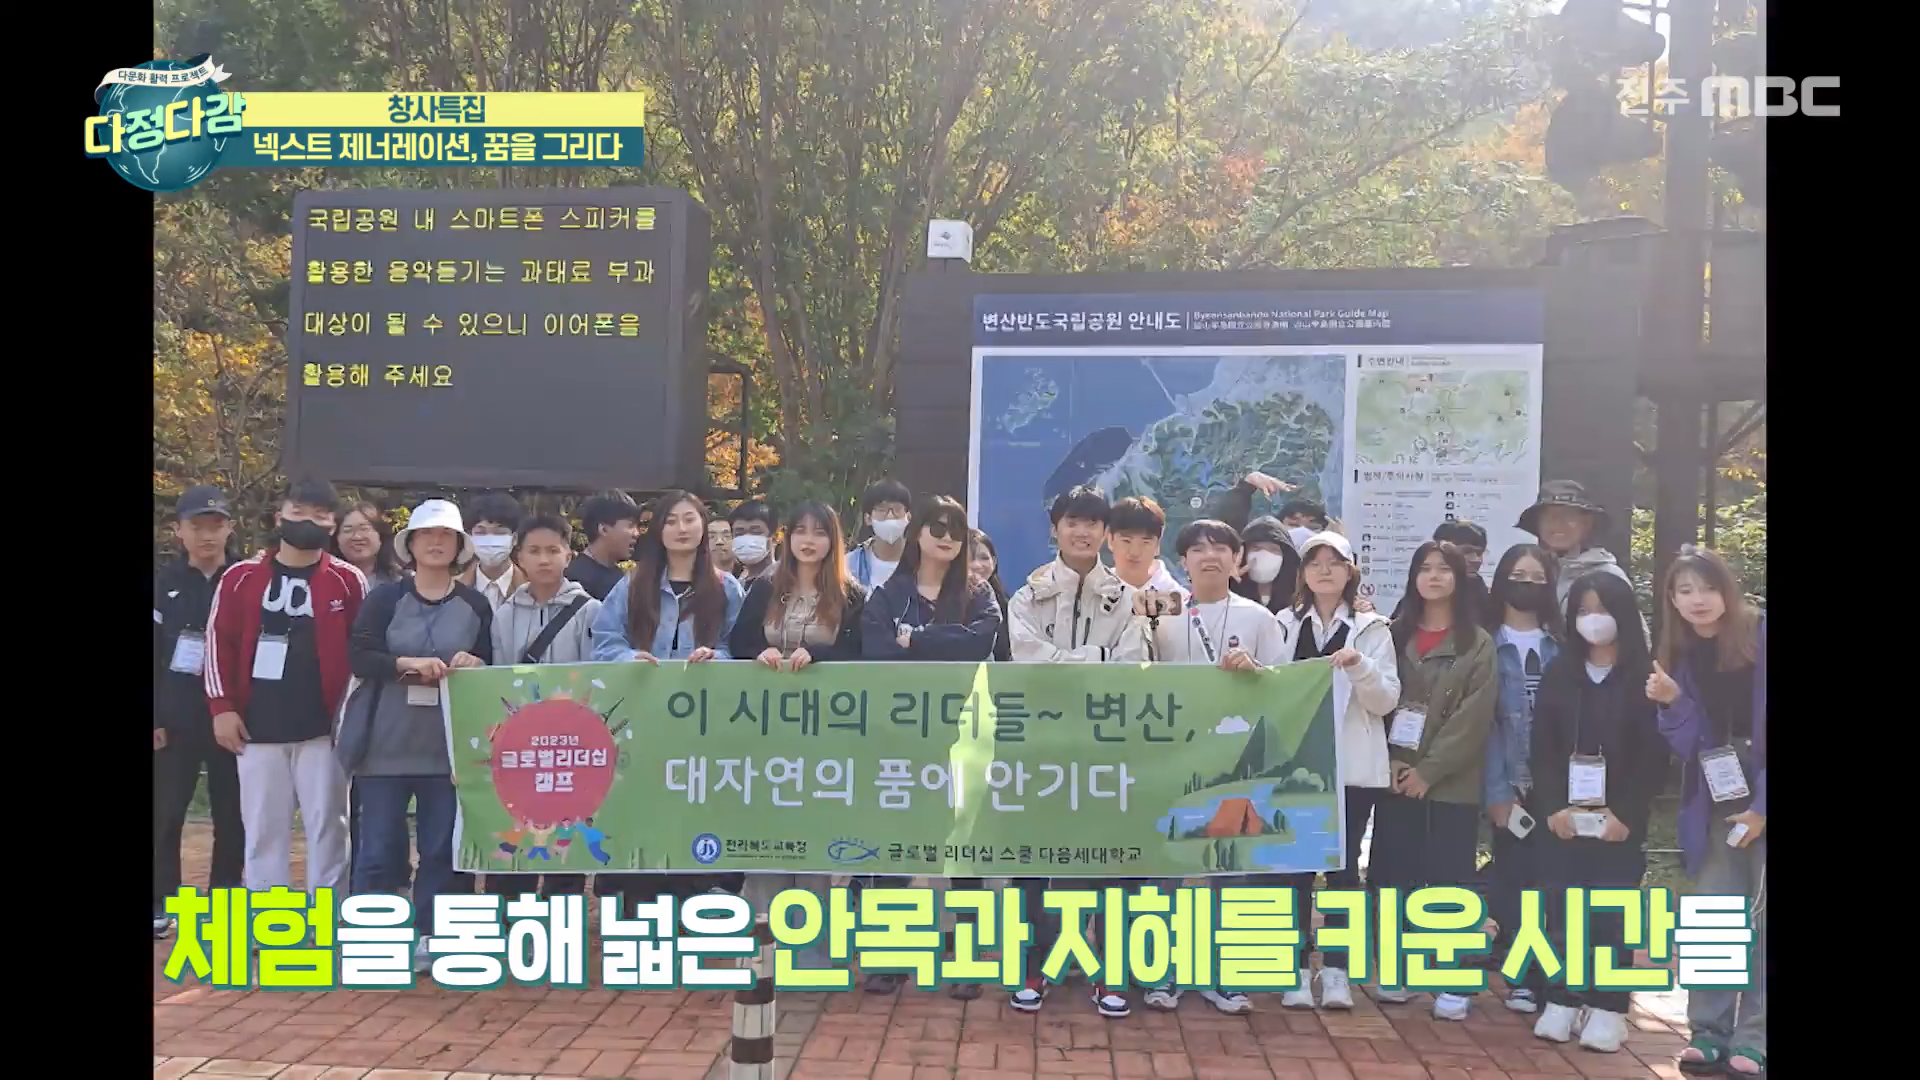 다문화 활력 프로젝트
다정다감
창사특집
넥스트 제너레이션, 꿈을 그리다
전주 MBC
국립공원 내 스마트폰 스피커를
활용한 음악듣기는 과태료 부과
대상이 될 수 있으니 이어폰을
활용해 주세요
변산반도국립공원 안내도
Byeonsanbando National Park Guide Map
주변안내
2023년
글로벌리더십
캠프
이 시대의 리더들~ 변산,
대자연의 품에 안기다
전라북도교육청
글로벌 리더십 스쿨 다음세대학교
체험을 통해 넓은 안목과 지혜를 키운 시간들